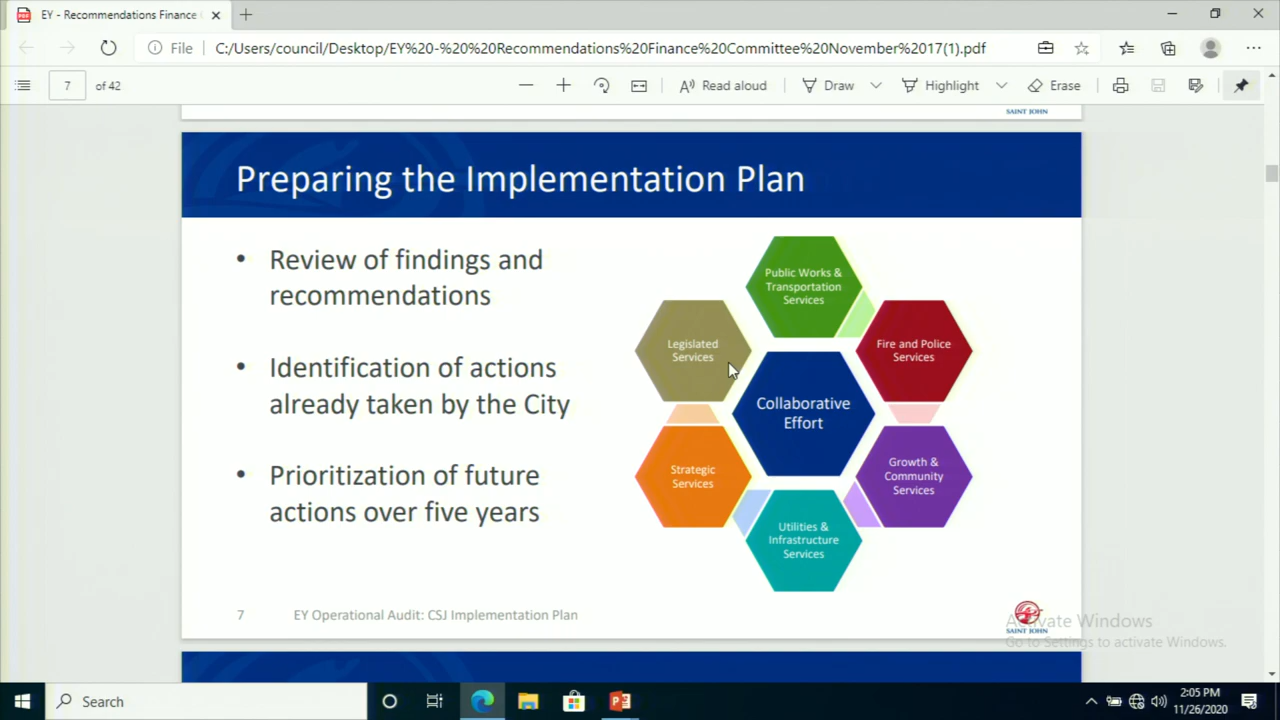 EY - Recommendations Finance
File
C:/Users/council/Desktop/EY%20-%20%20Recommendations%20Finance%20Committee%20November%2017(1).pdf
7 of 42
Read aloud
Draw
Highlight
Erase
SAINT JOHN
Preparing the Implementation Plan
• Review of findings and
recommendations
• Identification of actions
already taken by the City
• Prioritization of future
actions over five years
Public Works &
Transportation
Services
Legislated
Services
Fire and Police
Services
Collaborative
Effort
Strategic
Services
Growth &
Community
Services
Utilities &
Infrastructure
Services
7 EY Operational Audit: CSJ Implementation Plan
SAINT JOHN
Activate Windows
Go to Settings to activate Windows.
Search
2:05 PM
11/26/2020